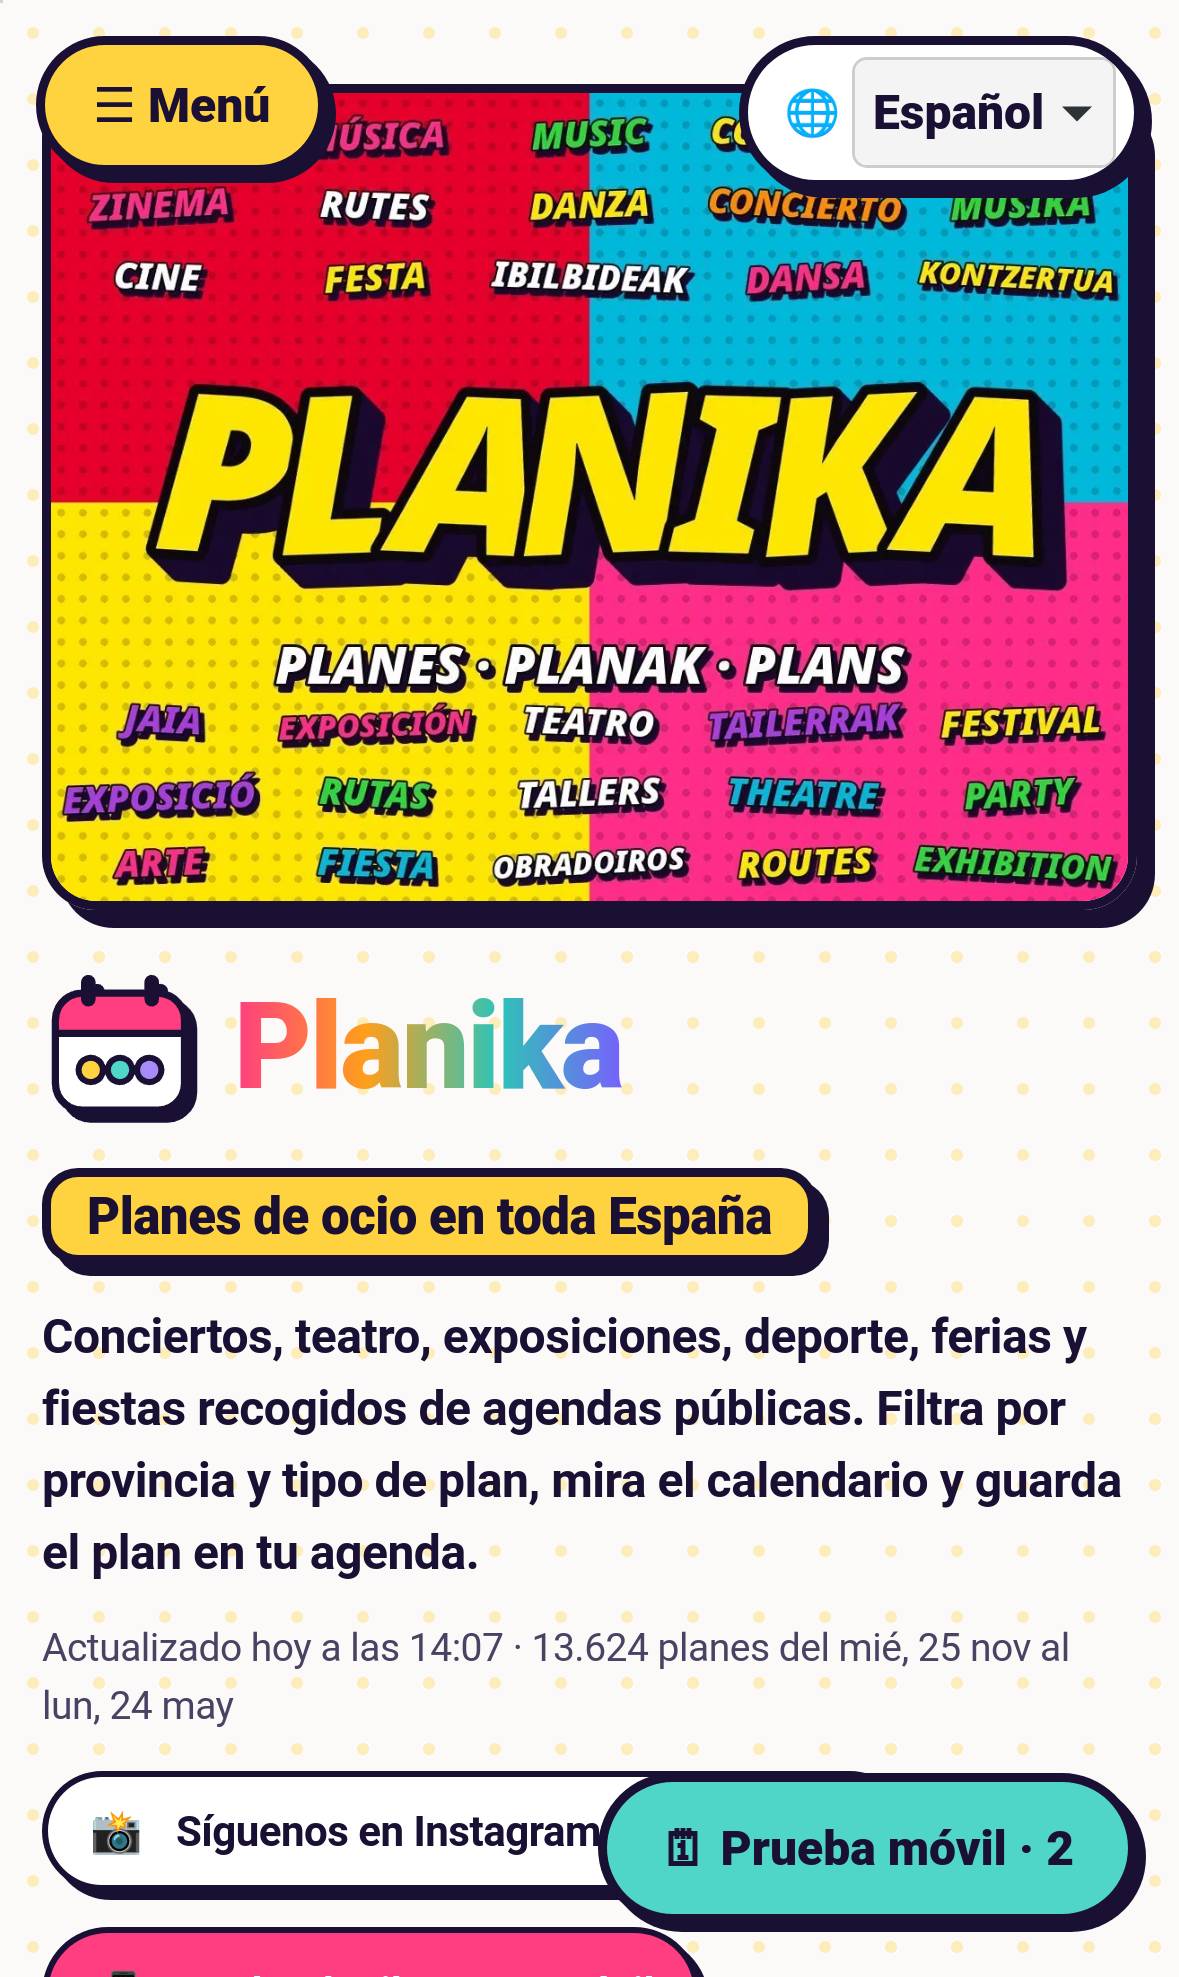 ☰ Menú
🌐 Español
MÚSICA MUSIC
ZINEMA RUTES DANZA CONCIERTO MUSIKA
CINE FESTA IBILBIDEAK DANSA KONTZERTUA
PLANIKA
PLANES · PLANAK · PLANS
JAIA EXPOSICIÓN TEATRO TAILERRAK FESTIVAL
EXPOSICIÓ RUTAS TALLERS THEATRE PARTY
ARTE FIESTA OBRADOIROS ROUTES EXHIBITION
Planika
Planes de ocio en toda España
Conciertos, teatro, exposiciones, deporte, ferias y
fiestas recogidos de agendas públicas. Filtra por
provincia y tipo de plan, mira el calendario y guarda
el plan en tu agenda.
Actualizado hoy a las 14:07 · 13.624 planes del mié, 25 nov al
lun, 24 may
📸 Síguenos en Instagram
🗓 Prueba móvil · 2